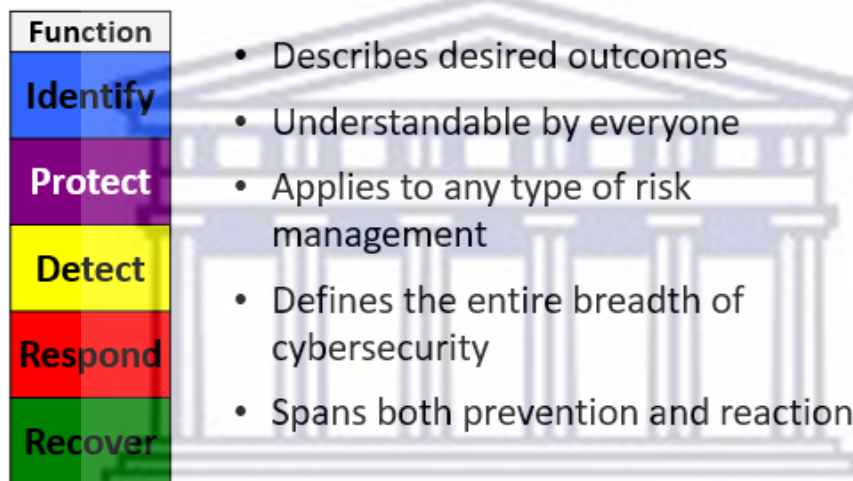 Function
Identify
Protect
Detect
Respond
Recover
• Describes desired outcomes
• Understandable by everyone
• Applies to any type of risk
management
• Defines the entire breadth of
cybersecurity
• Spans both prevention and reaction